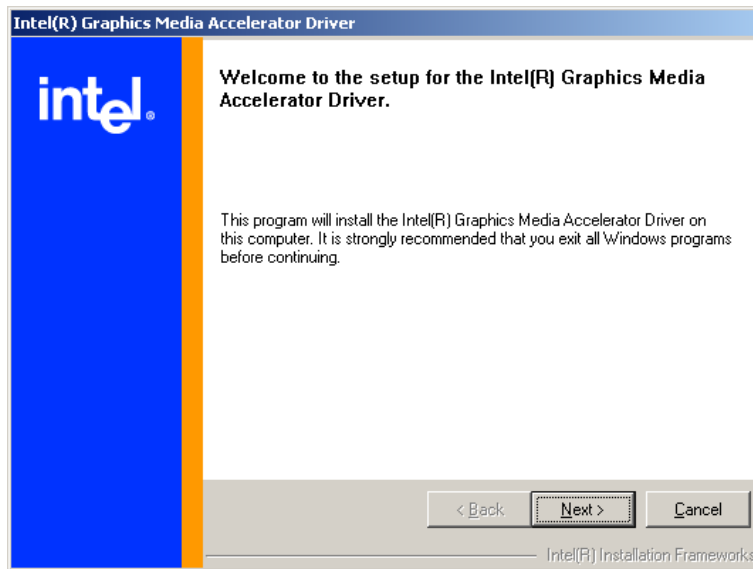 Intel(R) Graphics Media Accelerator Driver
intel®
Welcome to the setup for the Intel(R) Graphics Media
Accelerator Driver.
This program will install the Intel(R) Graphics Media Accelerator Driver on
this computer. It is strongly recommended that you exit all Windows programs
before continuing.
< Back
Next >
Cancel
Intel(R) Installation Frameworks